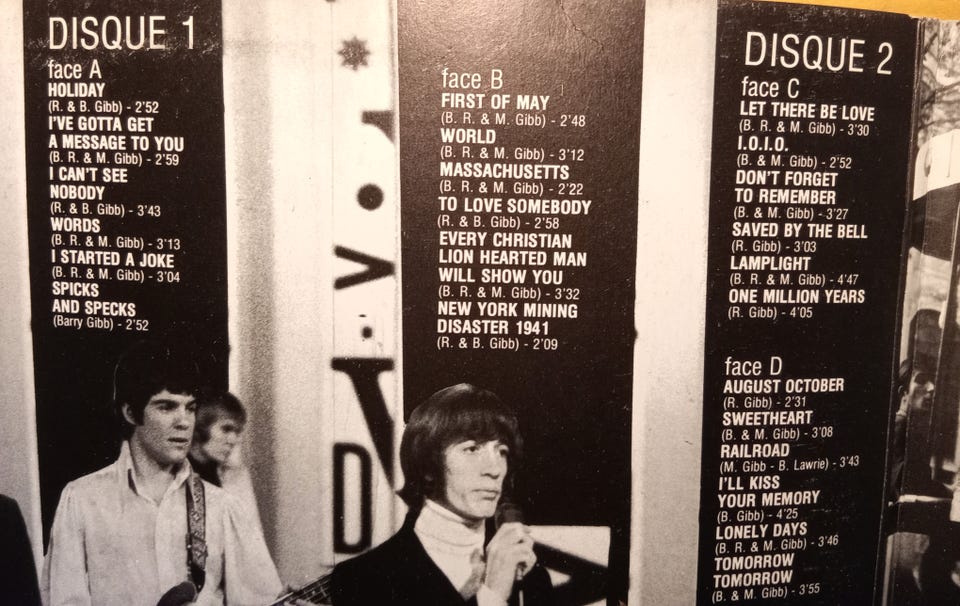 DISQUE 1
face A
HOLIDAY
(R. & B. Gibb) - 2'52
I'VE GOTTA GET
A MESSAGE TO YOU
(B. R. & M. Gibb) - 2'59
I CAN'T SEE
NOBODY
(R. & B. Gibb) - 3'43
WORDS
(B. R. & M. Gibb) - 3'13
I STARTED A JOKE
(B. R. & M. Gibb) - 3'04
SPICKS
AND SPECKS
(Barry Gibb) - 2'52
face B
FIRST OF MAY
(B. R. & M. Gibb) - 2'48
WORLD
(B. R. & M. Gibb) - 3'12
MASSACHUSETTS
(B. R. & M. Gibb) - 2'22
TO LOVE SOMEBODY
(R. & B. Gibb) - 2'58
EVERY CHRISTIAN
LION HEARTED MAN
WILL SHOW YOU
(B. R. & M. Gibb) - 3'32
NEW YORK MINING
DISASTER 1941
(R. & B. Gibb) - 2'09
DISQUE 2
face C
LET THERE BE LOVE
(B. R. & M. Gibb) - 3'30
I.O.I.O.
(B. & M. Gibb) - 2'52
DON'T FORGET
TO REMEMBER
(B. & M. Gibb) - 3'27
SAVED BY THE BELL
(R. Gibb) - 3'03
LAMPLIGHT
(B. R. & M. Gibb) - 4'47
ONE MILLION YEARS
(R. Gibb) - 4'05
face D
AUGUST OCTOBER
(R. Gibb) - 2'31
SWEETHEART
(B. & M. Gibb) - 3'08
RAILROAD
(M. Gibb - B. Lawrie) - 3'43
I'LL KISS
YOUR MEMORY
(B. Gibb) - 4'25
LONELY DAYS
(B. R. & M. Gibb) - 3'46
TOMORROW
TOMORROW
(B. & M. Gibb) - 3'55